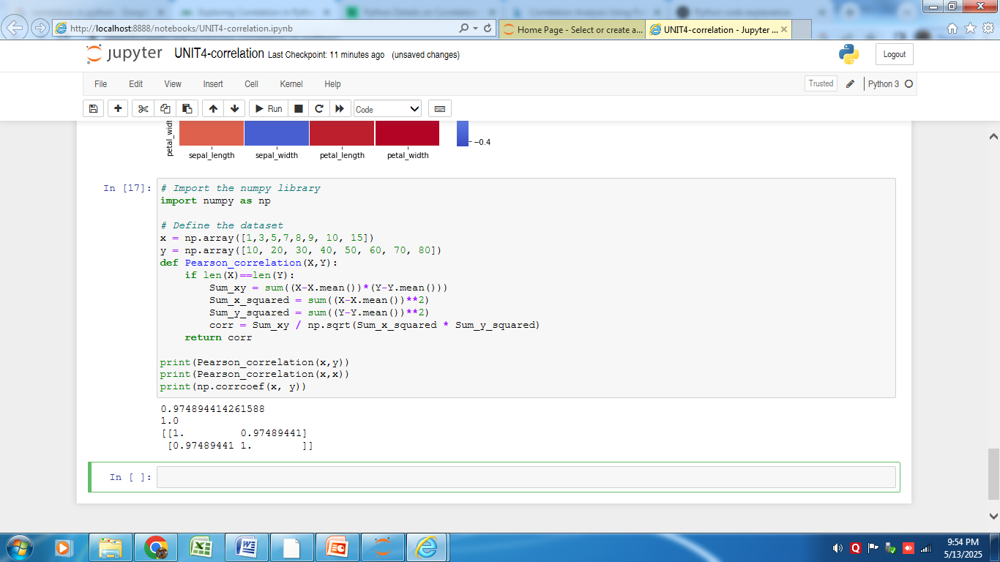 http://localhost:8888/notebooks/UNIT4-correlation.ipynb
Home Page - Select or create a...
UNIT4-correlation - Jupyter ...
jupyter UNIT4-correlation Last Checkpoint: 11 minutes ago (unsaved changes)
Logout
File Edit View Insert Cell Kernel Help
Trusted
Python 3
Run
Code
petal_widt
−0.4
sepal_length sepal_width petal_length petal_width
In [17]:
# Import the numpy library
import numpy as np
# Define the dataset
x = np.array([1,3,5,7,8,9, 10, 15])
y = np.array([10, 20, 30, 40, 50, 60, 70, 80])
def Pearson_correlation(X,Y):
    if len(X)==len(Y):
        Sum_xy = sum((X-X.mean())*(Y-Y.mean()))
        Sum_x_squared = sum((X-X.mean())**2)
        Sum_y_squared = sum((Y-Y.mean())**2)
        corr = Sum_xy / np.sqrt(Sum_x_squared * Sum_y_squared)
    return corr
print(Pearson_correlation(x,y))
print(Pearson_correlation(x,x))
print(np.corrcoef(x, y))
0.974894414261588
1.0
[[1.         0.97489441]
 [0.97489441 1.        ]]
In [ ]:
9:54 PM
5/13/2025